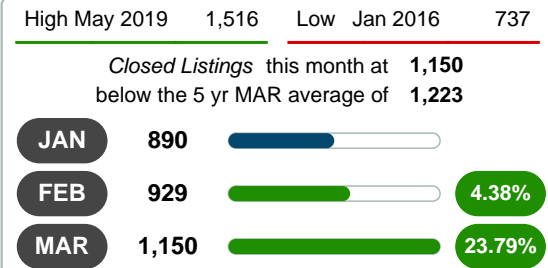 High May 2019 1,516 Low Jan 2016 737
Closed Listings this month at 1,150
below the 5 yr MAR average of 1,223
JAN 890
FEB 929 4.38%
MAR 1,150 23.79%